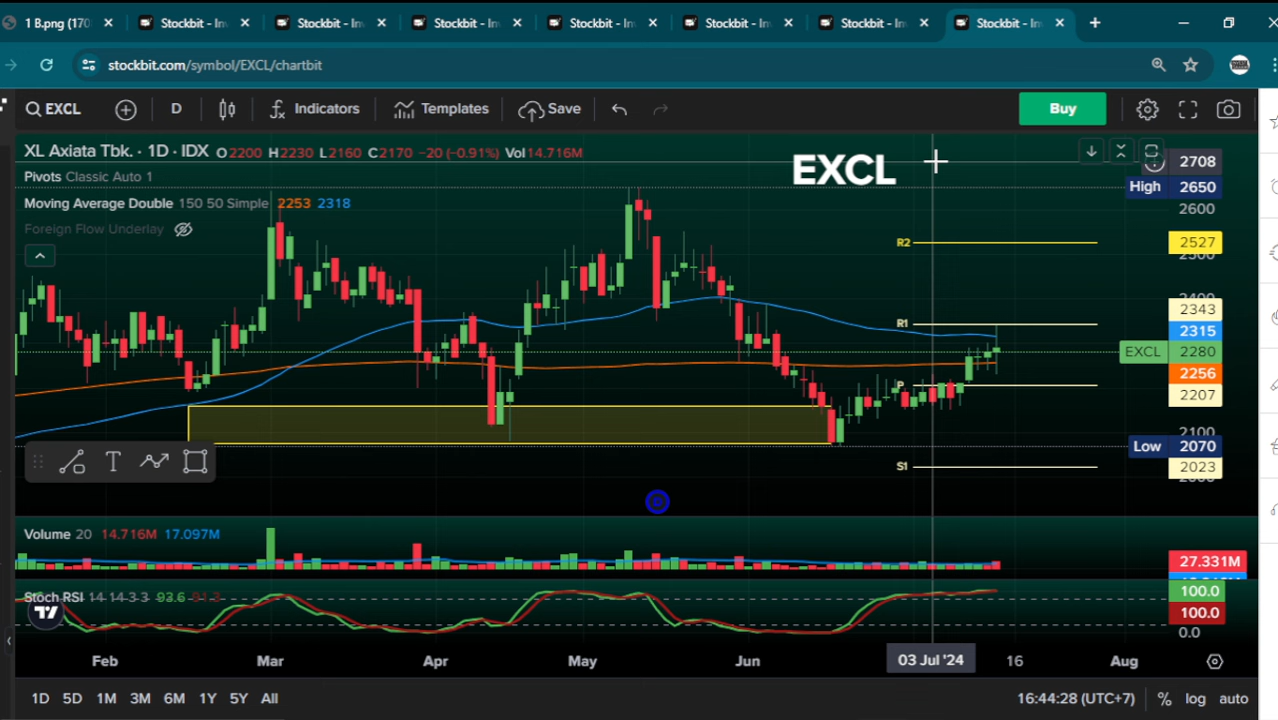 1 B.png (170
Stockbit - In
Stockbit - In
Stockbit - In
Stockbit - In
Stockbit - In
Stockbit - In
Stockbit - In
stockbit.com/symbol/EXCL/chartbit
EXCL D Indicators Templates Save Buy
XL Axiata Tbk. · 1D · IDX O2200 H2230 L2160 C2170 −20 (−0.91%) Vol14.716M
Pivots Classic Auto 1
Moving Average Double 150 50 Simple 2253 2318
Foreign Flow Underlay
EXCL
2708
High 2650
2600
R2 2527
2500
2400
R1 2343
2315
EXCL 2280
2256
P 2207
2100
Low 2070
S1 2023
T
Volume 20 14.716M 17.097M
27.331M
Stoch RSI 14 14 3 3 93.6 91.3
100.0
100.0
0.0
Feb Mar Apr May Jun 03 Jul '24 16 Aug
1D 5D 1M 3M 6M 1Y 5Y All 16:44:28 (UTC+7) % log auto